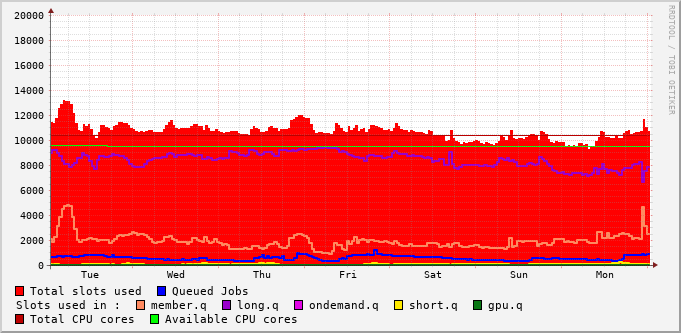 20000
18000
16000
14000
12000
10000
8000
6000
4000
2000
0
Tue Wed Thu Fri Sat Sun Mon
RRDTOOL / TOBI OETIKER
Total slots used Queued Jobs
Slots used in : member.q long.q ondemand.q short.q gpu.q
Total CPU cores Available CPU cores